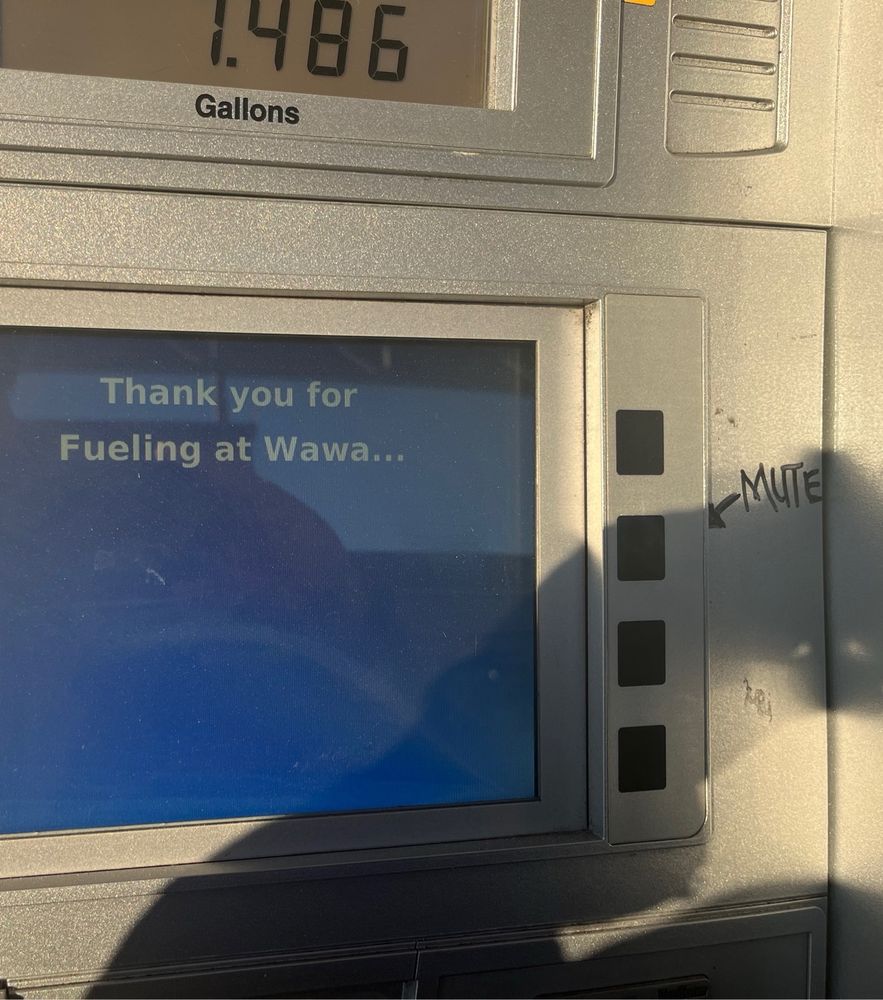 1.486
Gallons
Thank you for
Fueling at Wawa...
MUTE